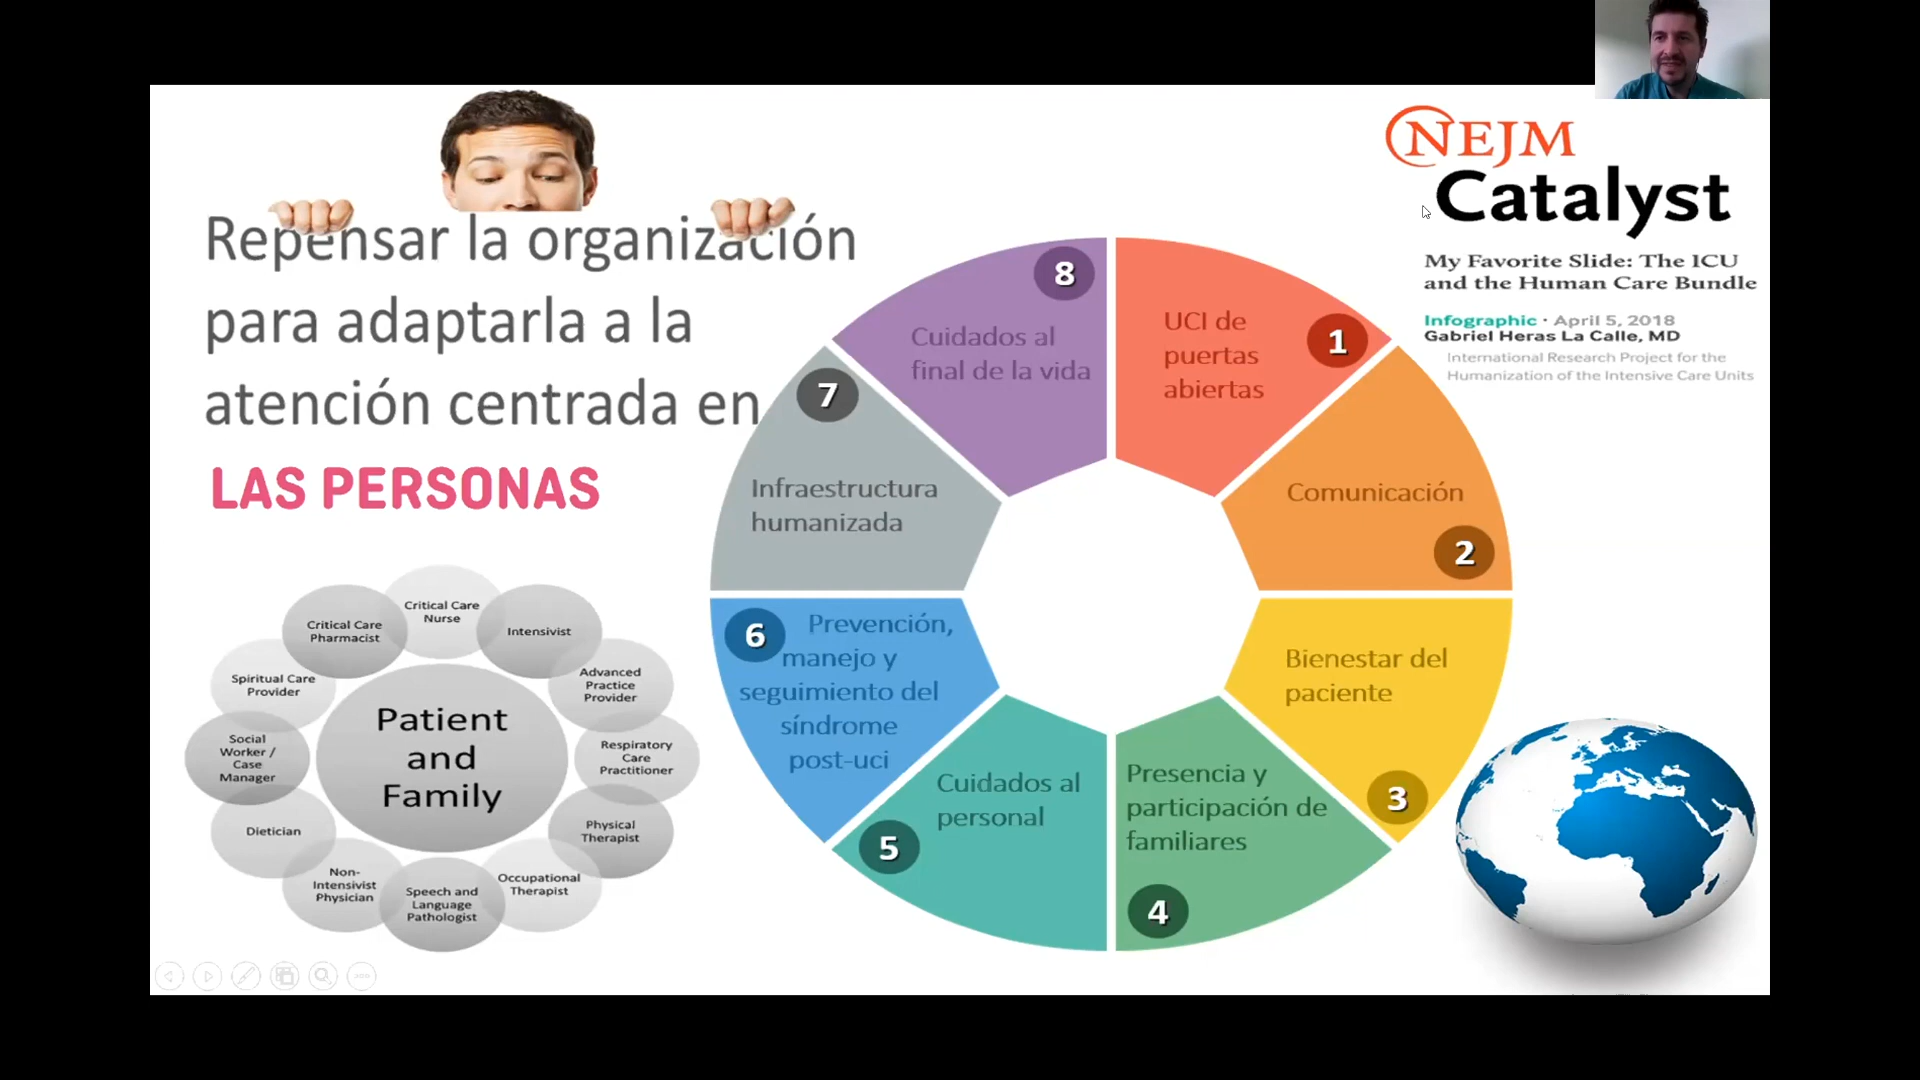 Repensar la organización
para adaptarla a la
atención centrada en
LAS PERSONAS
NEJM
Catalyst
My Favorite Slide: The ICU
and the Human Care Bundle
Infographic · April 5, 2018
Gabriel Heras La Calle, MD
International Research Project for the
Humanization of the Intensive Care Units
1
UCI de
puertas
abiertas
2
Comunicación
3
Bienestar del
paciente
4
Presencia y
participación de
familiares
5
Cuidados al
personal
6
Prevención,
manejo y
seguimiento del
síndrome
post-uci
7
Infraestructura
humanizada
8
Cuidados al
final de la vida
Patient
and
Family
Critical Care
Nurse
Intensivist
Advanced
Practice
Provider
Respiratory
Care
Practitioner
Physical
Therapist
Occupational
Therapist
Speech and
Language
Pathologist
Non-
Intensivist
Physician
Dietician
Social
Worker /
Case
Manager
Spiritual Care
Provider
Critical Care
Pharmacist